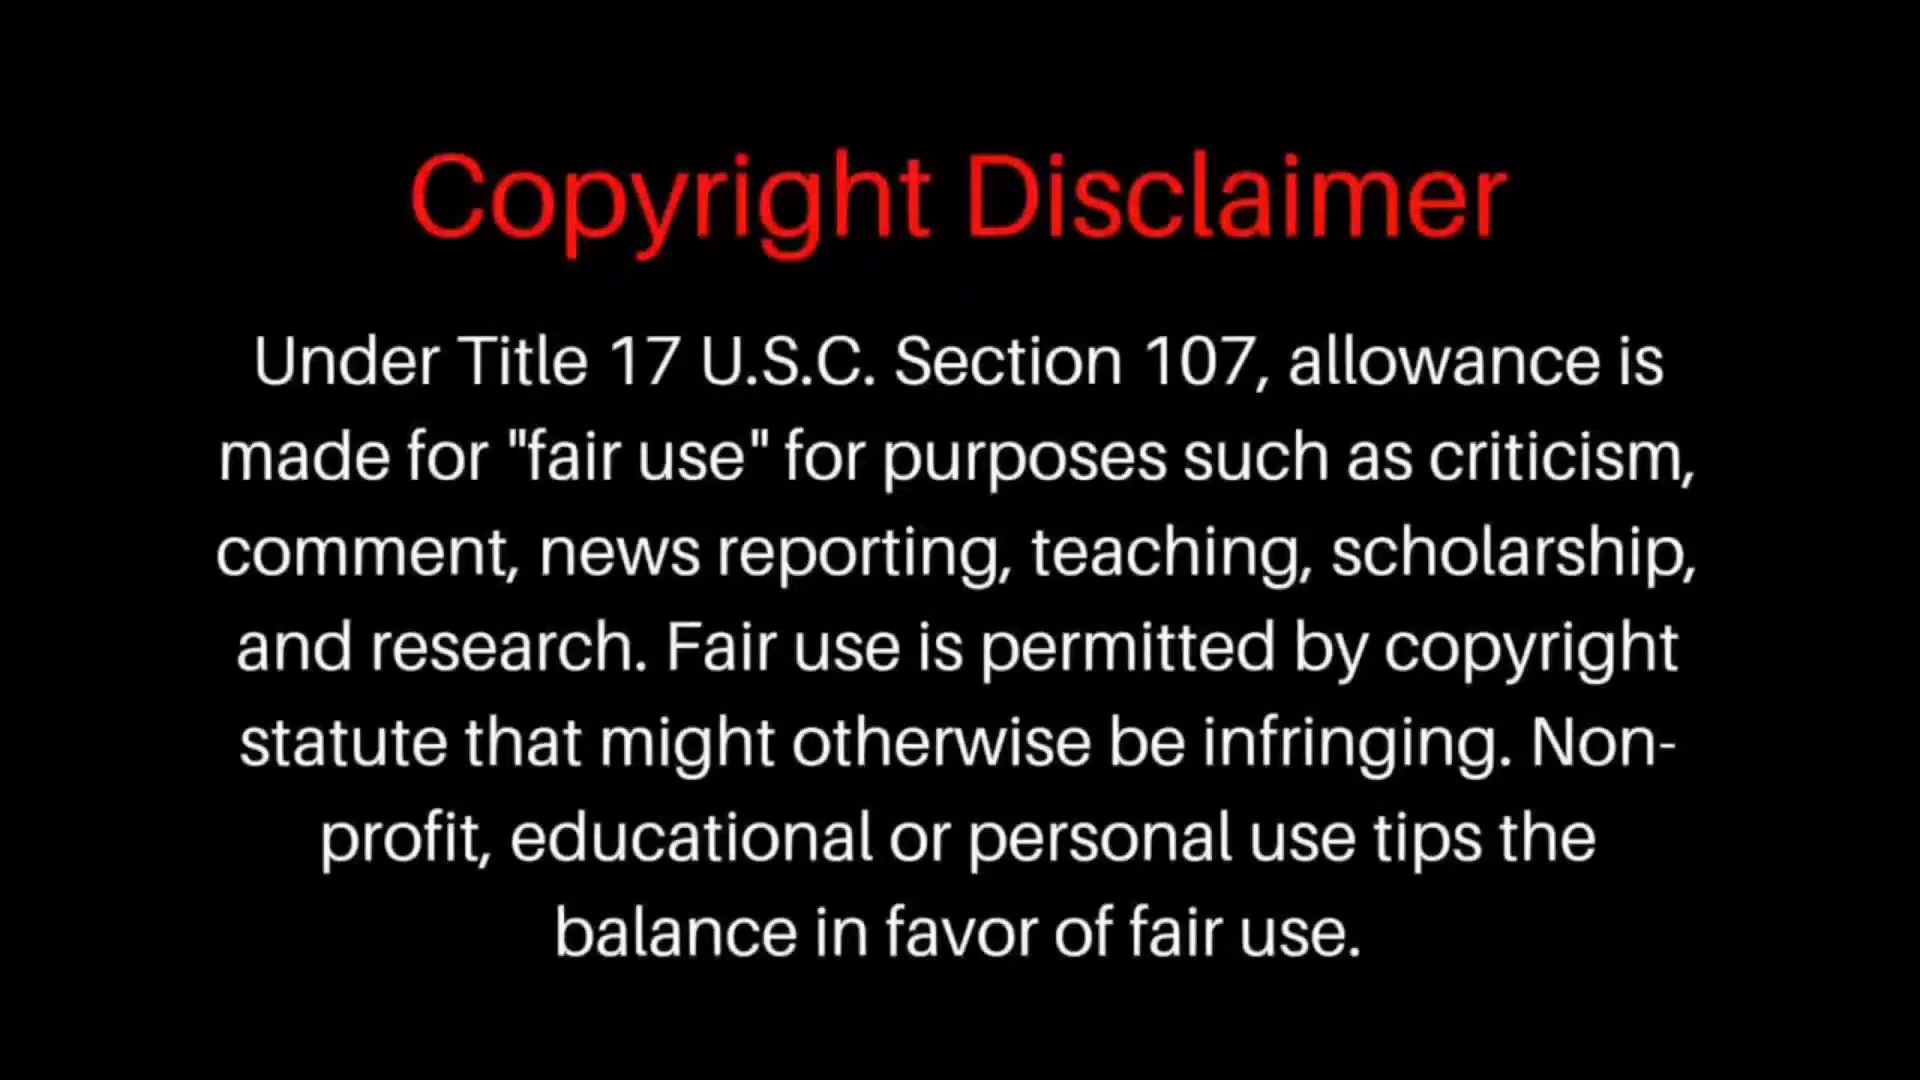 Copyright Disclaimer
Under Title 17 U.S.C. Section 107, allowance is
made for "fair use" for purposes such as criticism,
comment, news reporting, teaching, scholarship,
and research. Fair use is permitted by copyright
statute that might otherwise be infringing. Non-
profit, educational or personal use tips the
balance in favor of fair use.